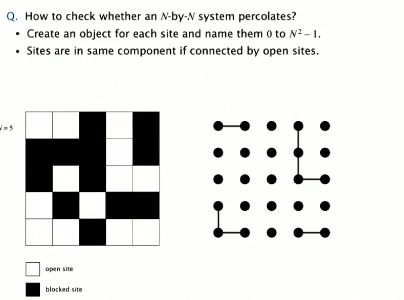 Q. How to check whether an N-by-N system percolates?
• Create an object for each site and name them 0 to N² – 1.
• Sites are in same component if connected by open sites.
N = 5
open site
blocked site